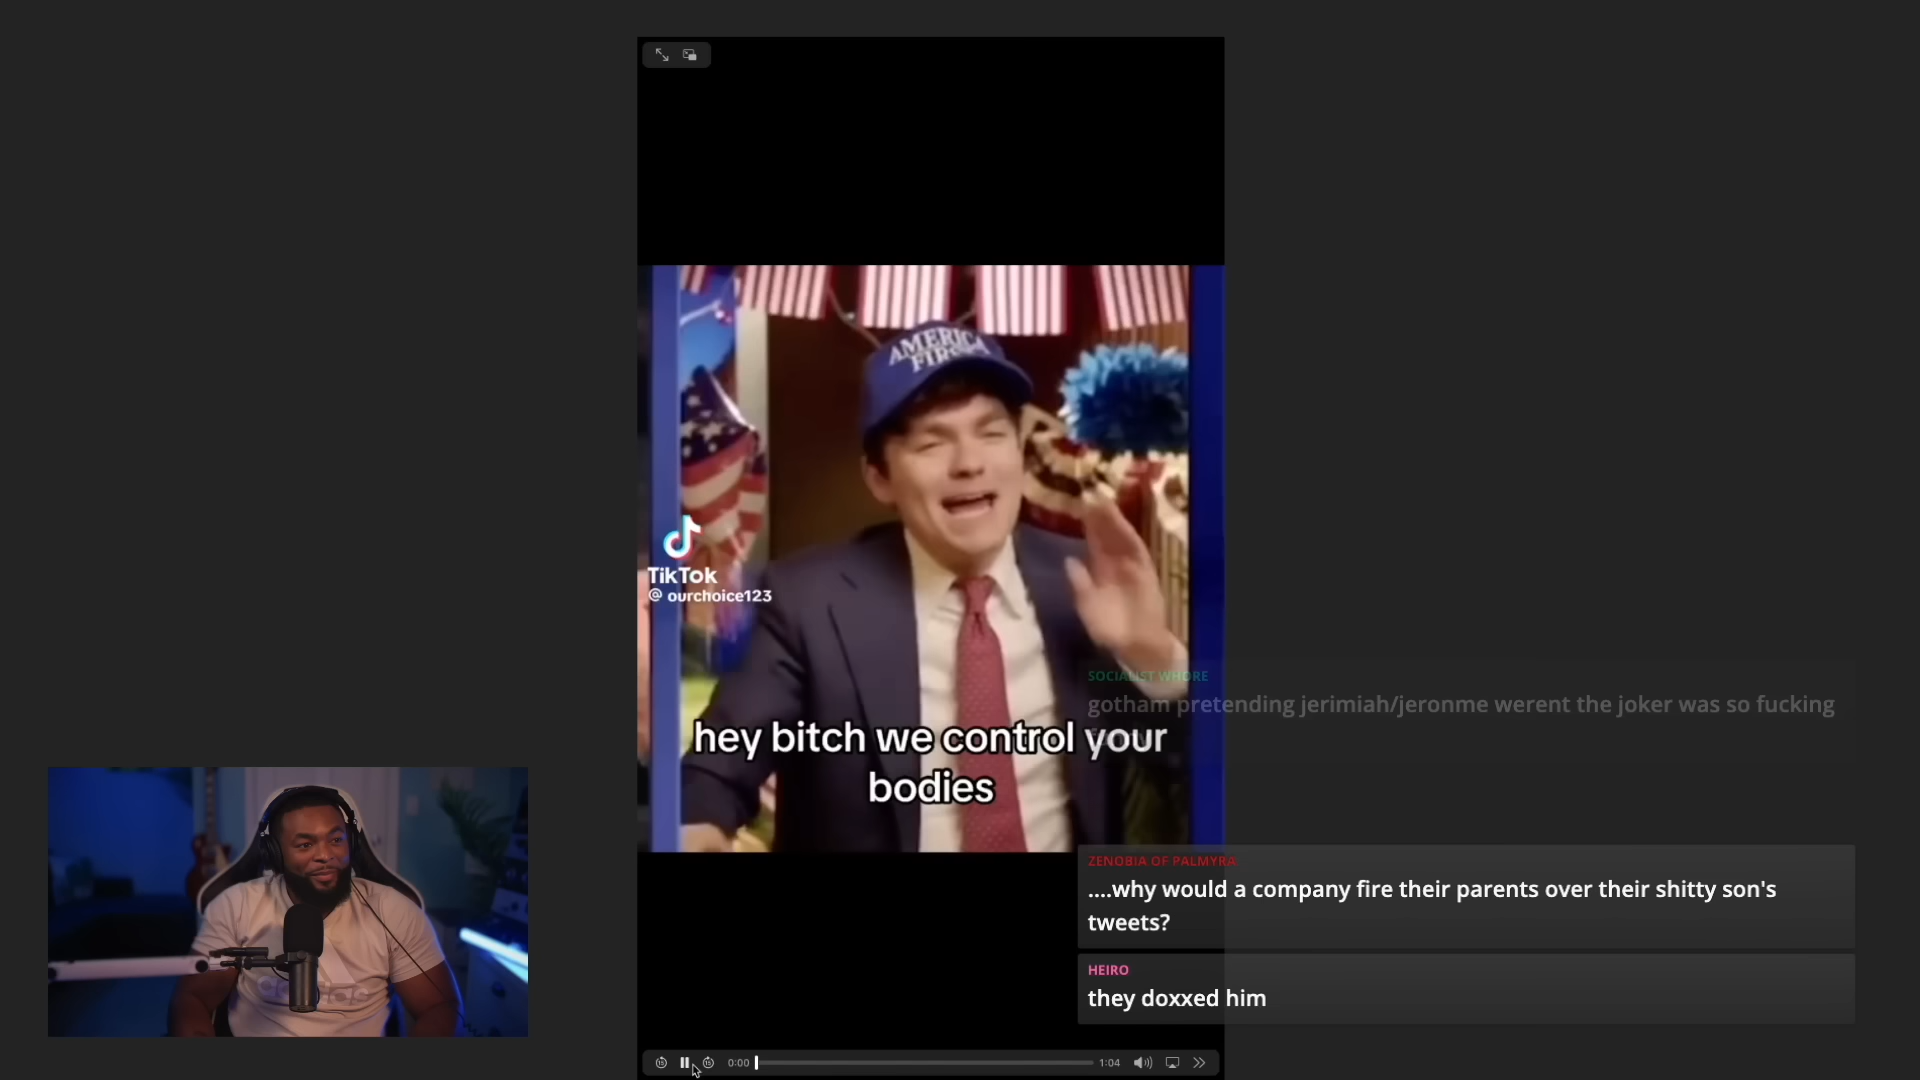 AMERICA
FIRST
TikTok
@ ourchoice123
hey bitch we control your
bodies
SOCIALIST WHORE
gotham pretending jerimiah/jeronme werent the joker was so fucking
ZENOBIA OF PALMYRA
....why would a company fire their parents over their shitty son's
tweets?
HEIRO
they doxxed him
0:00
1:04